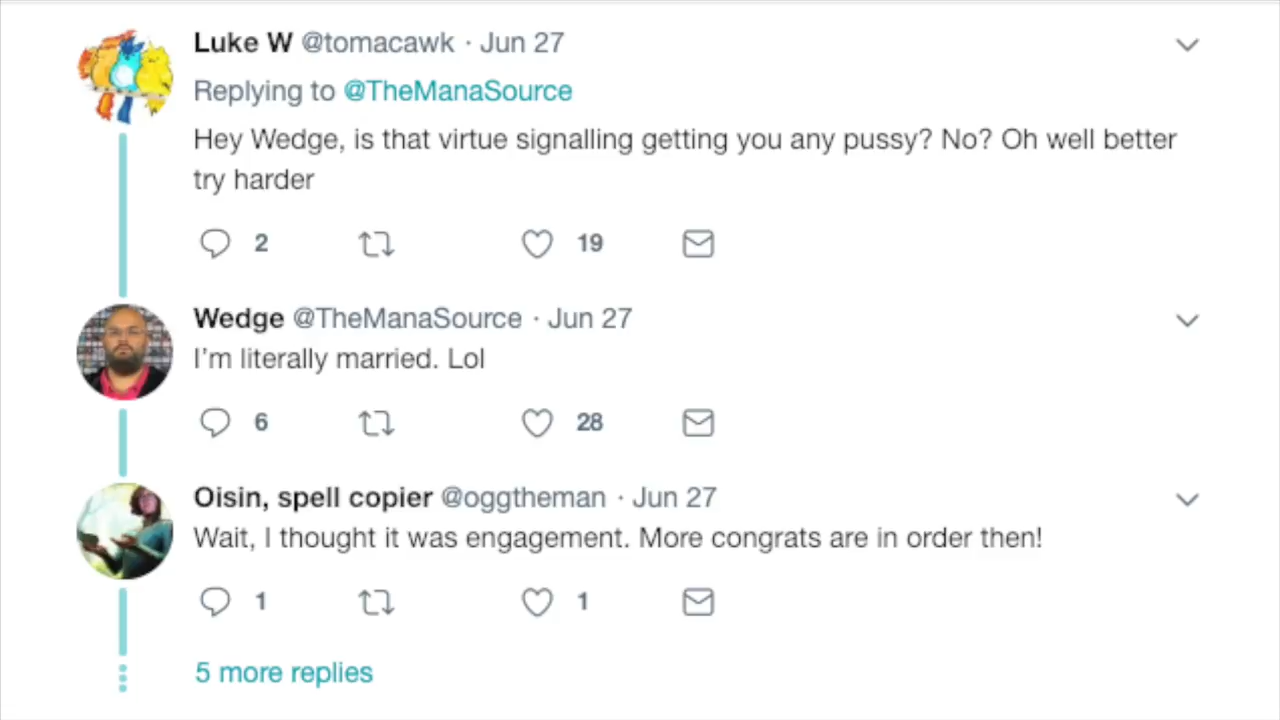 Luke W @tomacawk · Jun 27
Replying to @TheManaSource
Hey Wedge, is that virtue signalling getting you any pussy? No? Oh well better
try harder
2 19
Wedge @TheManaSource · Jun 27
I'm literally married. Lol
6 28
Oisin, spell copier @oggtheman · Jun 27
Wait, I thought it was engagement. More congrats are in order then!
1 1
5 more replies